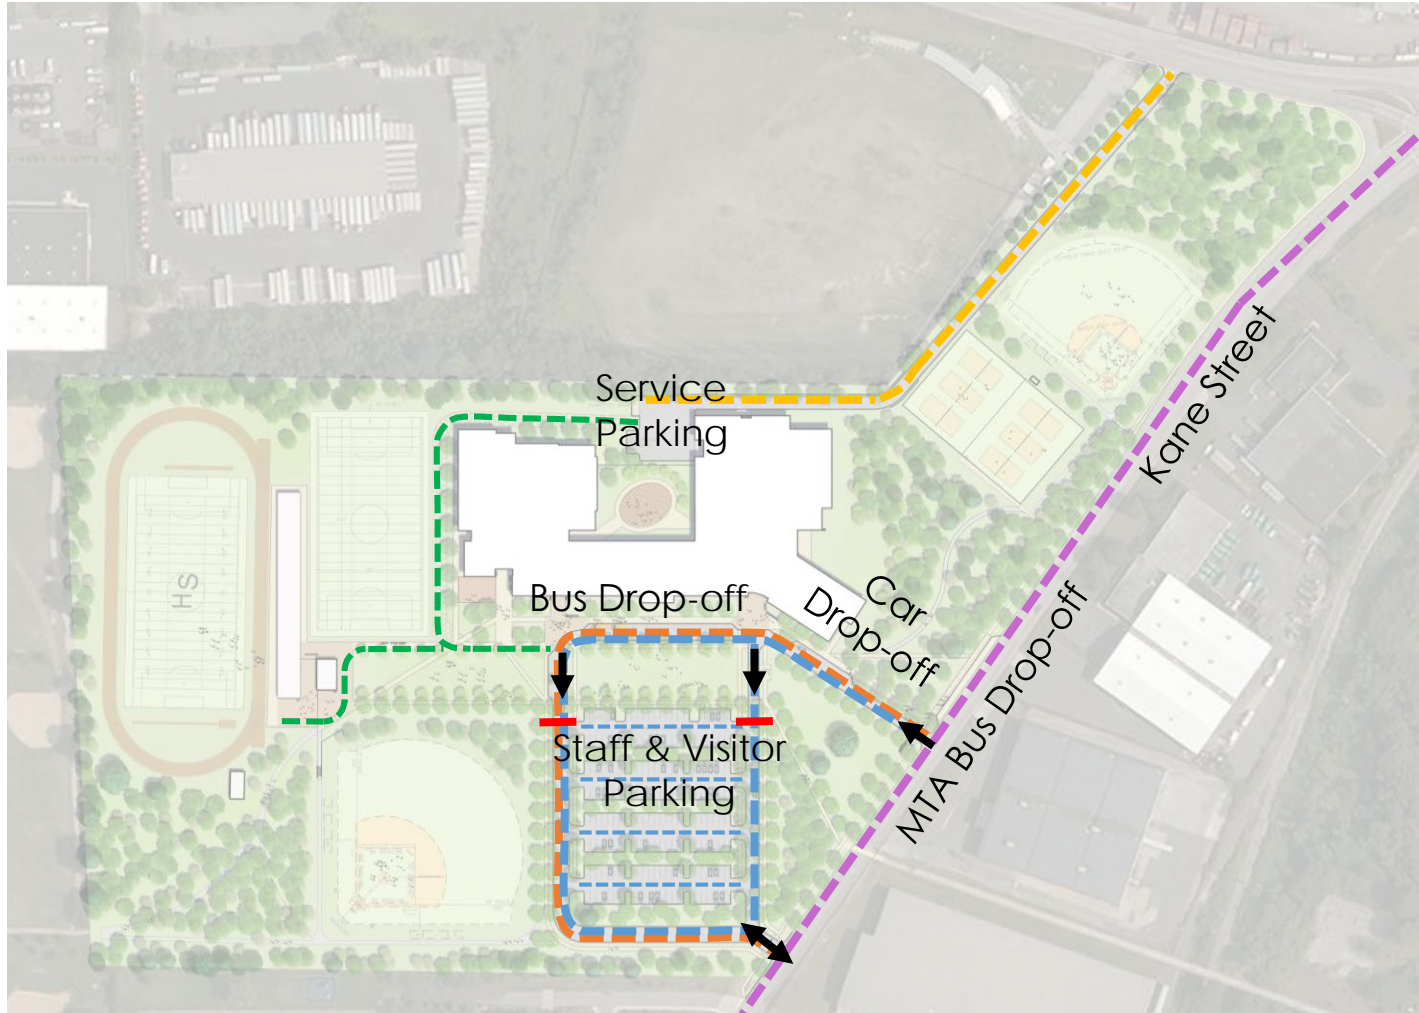 Service
Parking
Kane Street
Bus Drop-off
Car
Drop-off
MTA Bus Drop-off
Staff & Visitor
Parking
HS